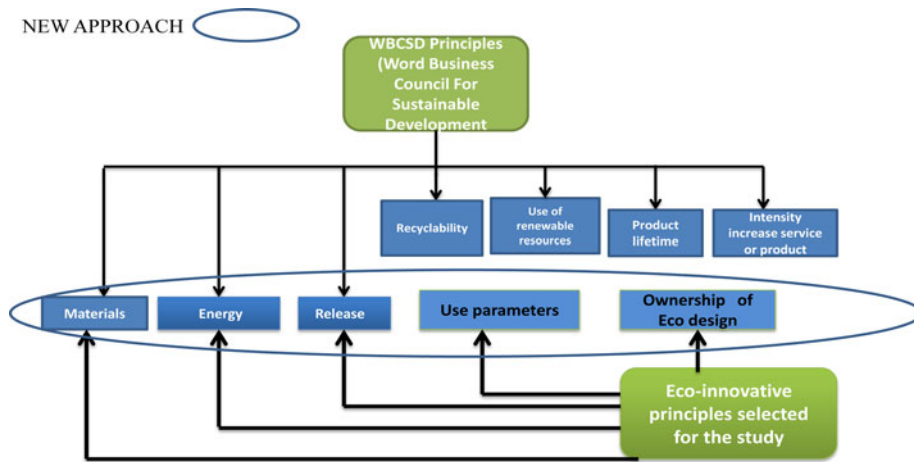 NEW APPROACH
WBCSD Principles
(Word Business
Council For
Sustainable
Development
Recyclability
Use of
renewable
resources
Product
lifetime
Intensity
increase service
or product
Materials
Energy
Release
Use parameters
Ownership of
Eco design
Eco-innovative
principles selected
for the study